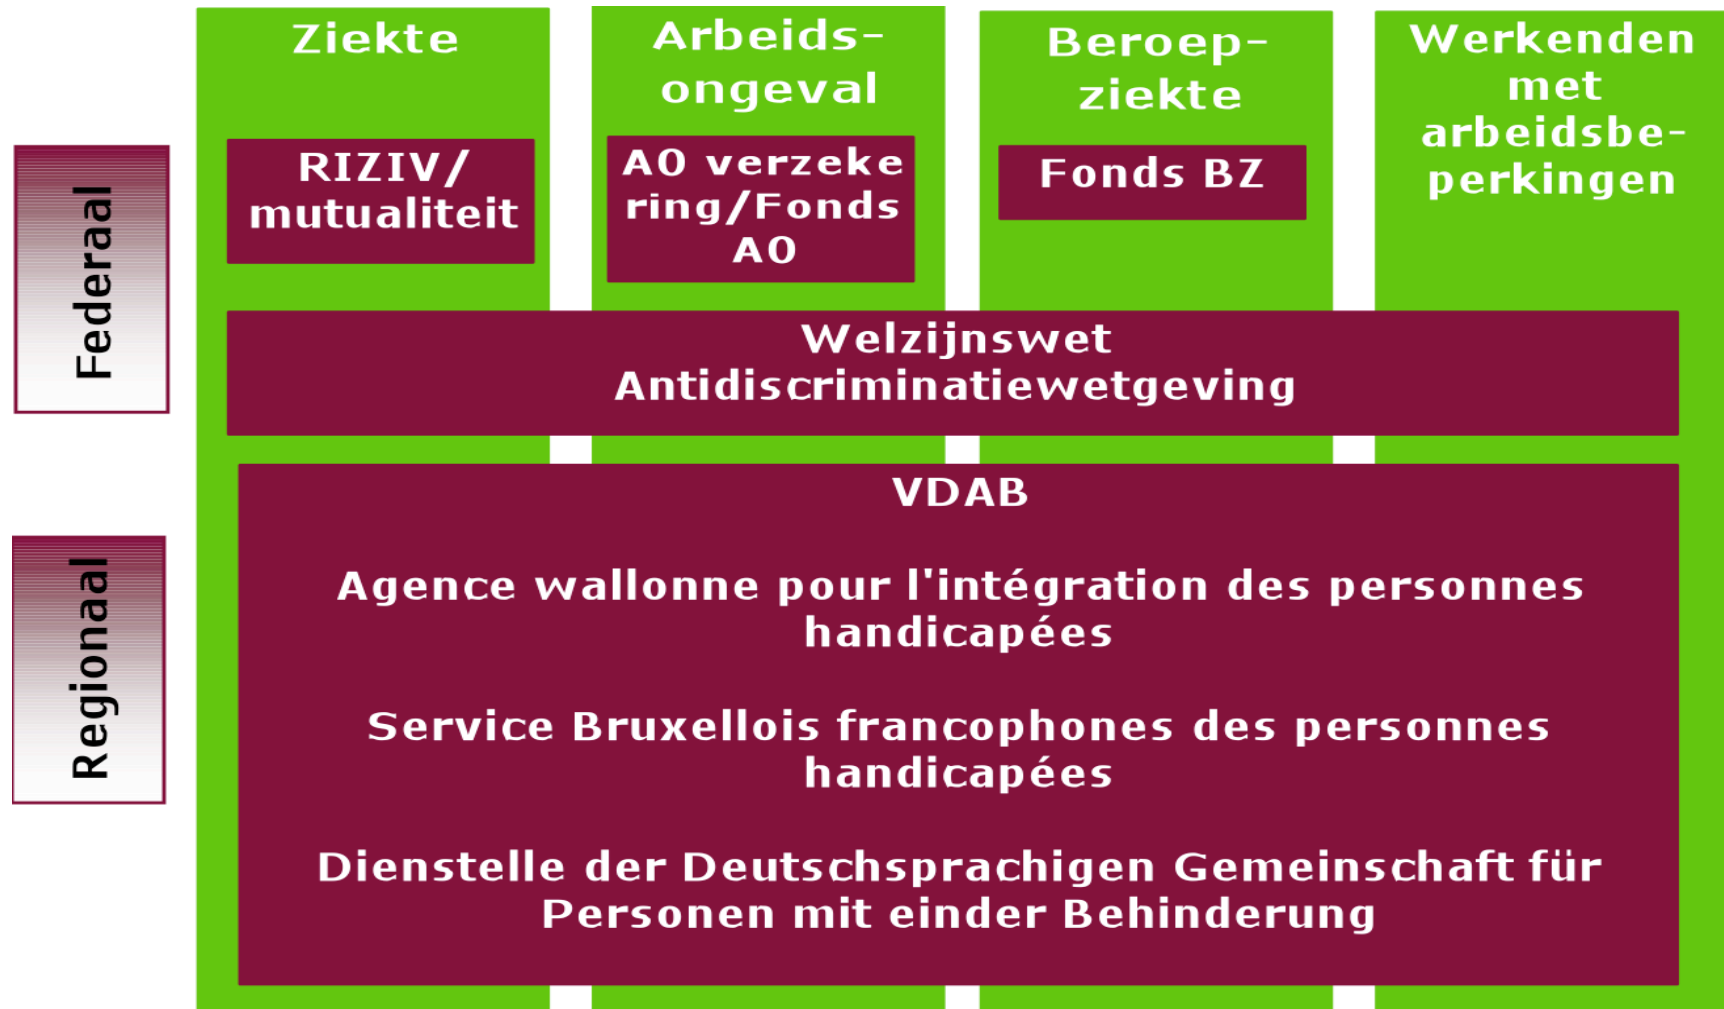 Ziekte
Arbeids-
ongeval
Beroep-
ziekte
Werkenden
met
arbeidsbe-
perkingen
Federaal
RIZIV/
mutualiteit
AO verzeke
ring/Fonds
AO
Fonds BZ
Welzijnswet
Antidiscriminatiewetgeving
Regionaal
VDAB
Agence wallonne pour l'intégration des personnes
handicapées
Service Bruxellois francophones des personnes
handicapées
Dienstelle der Deutschsprachigen Gemeinschaft für
Personen mit einder Behinderung